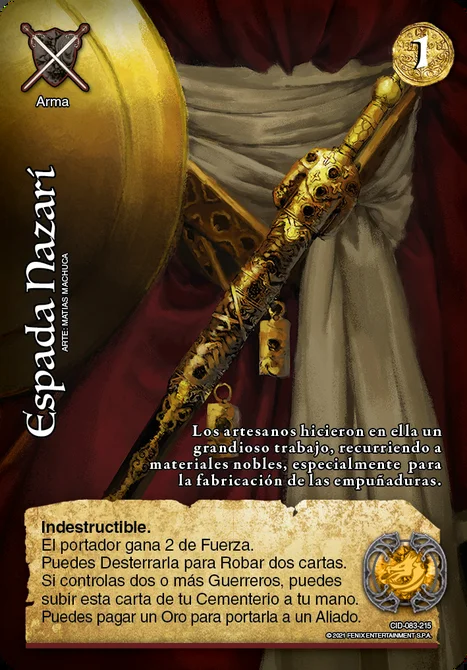 1
Arma
Espada Nazarí
ARTE: MATIAS MACHUCA
Los artesanos hicieron en ella un
grandioso trabajo, recurriendo a
materiales nobles, especialmente para
la fabricación de las empuñaduras.
Indestructible.
El portador gana 2 de Fuerza.
Puedes Desterrarla para Robar dos cartas.
Si controlas dos o más Guerreros, puedes
subir esta carta de tu Cementerio a tu mano.
Puedes pagar un Oro para portarla a un Aliado.
CID-083-215
© 2021 FENIX ENTERTAINMENT S.P.A.